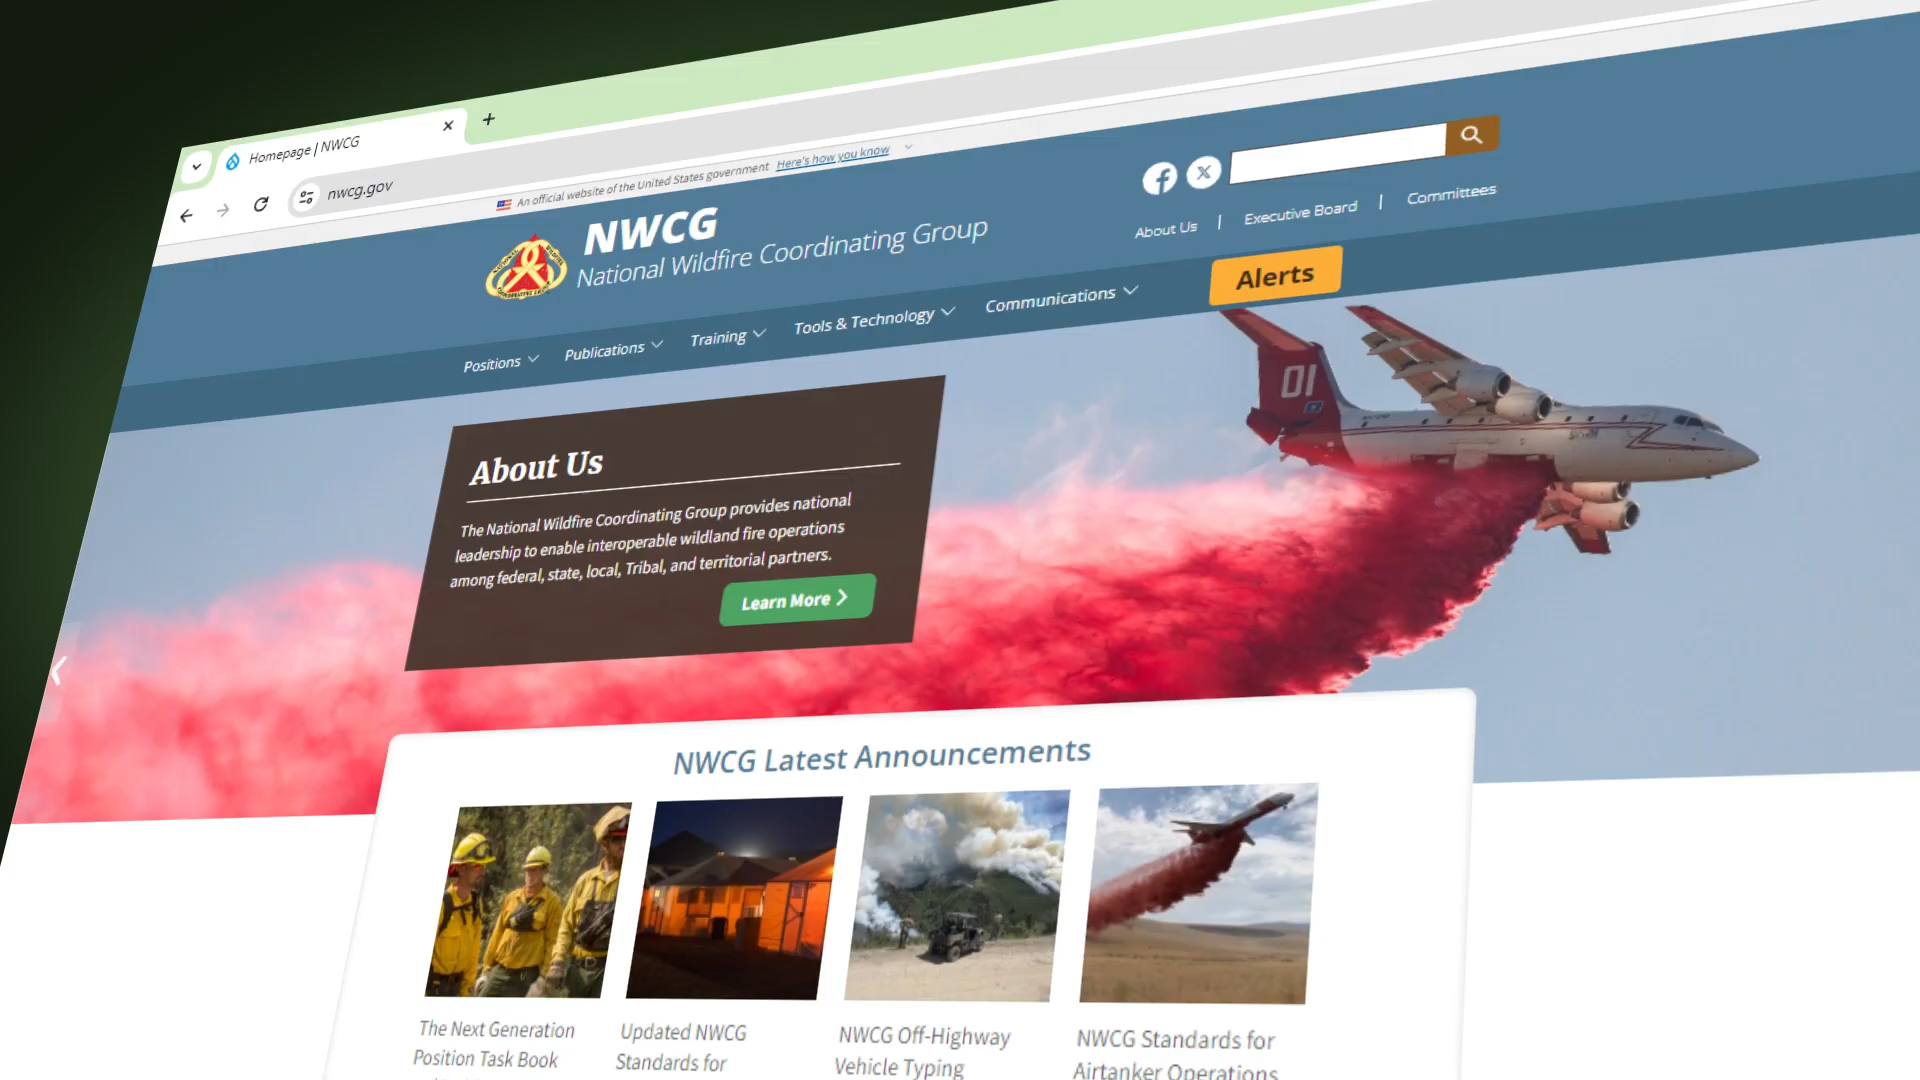 Homepage | NWCG
nwcg.gov
An official website of the United States government Here's how you know
NWCG
National Wildfire Coordinating Group
About Us | Executive Board | Committees
Positions Publications Training Tools & Technology Communications Alerts
01
About Us
The National Wildfire Coordinating Group provides national
leadership to enable interoperable wildland fire operations
among federal, state, local, Tribal, and territorial partners.
Learn More
NWCG Latest Announcements
The Next Generation
Position Task Book
Updated NWCG
Standards for
NWCG Off-Highway
Vehicle Typing
NWCG Standards for
Airtanker Operations